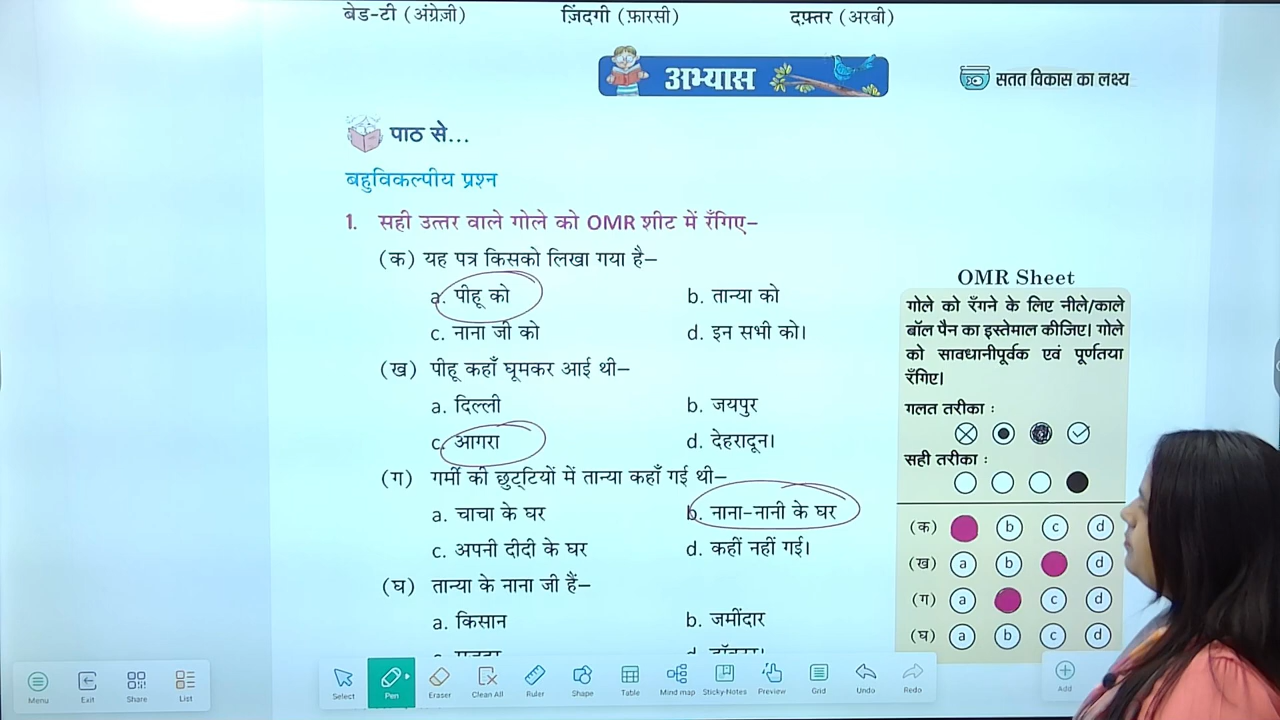 बेड-टी (अंग्रेज़ी) ज़िंदगी (फ़ारसी) दफ़्तर (अरबी)
अभ्यास
सतत विकास का लक्ष्य
पाठ से...
बहुविकल्पीय प्रश्न
1. सही उत्तर वाले गोले को OMR शीट में रँगिए–
(क) यह पत्र किसको लिखा गया है–
a. पीहू को b. तान्या को
c. नाना जी को d. इन सभी को।
(ख) पीहू कहाँ घूमकर आई थी–
a. दिल्ली b. जयपुर
c. आगरा d. देहरादून।
(ग) गर्मी की छुट्टियों में तान्या कहाँ गई थी–
a. चाचा के घर b. नाना-नानी के घर
c. अपनी दीदी के घर d. कहीं नहीं गई।
(घ) तान्या के नाना जी हैं–
a. किसान b. जमींदार
OMR Sheet
गोले को रँगने के लिए नीले/काले
बॉल पैन का इस्तेमाल कीजिए। गोले
को सावधानीपूर्वक एवं पूर्णतया
रँगिए।
गलत तरीका :
सही तरीका :
(क) b c d
(ख) a b d
(ग) a c d
(घ) a b c d
Menu Exit Share List Select Pen Eraser Clean All Ruler Shape Table Mind map Sticky-Notes Preview Grid Undo Redo Add